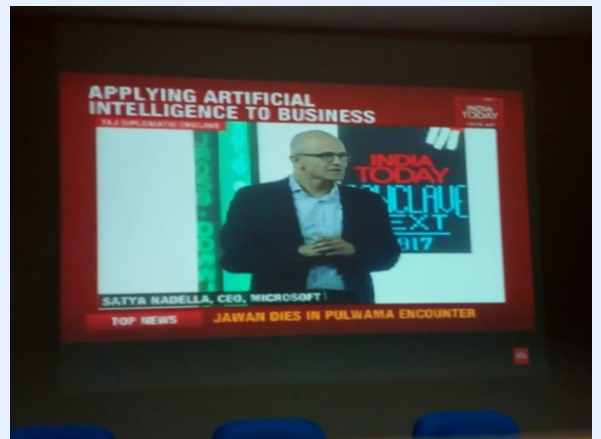 APPLYING ARTIFICIAL
INTELLIGENCE TO BUSINESS
INDIA
TODAY
TAJ DIPLOMATIC ENCLAVE
INDIA
TODAY
CONCLAVE
NEXT
2017
SATYA NADELLA, CEO, MICROSOFT
TOP NEWS
JAWAN DIES IN PULWAMA ENCOUNTER